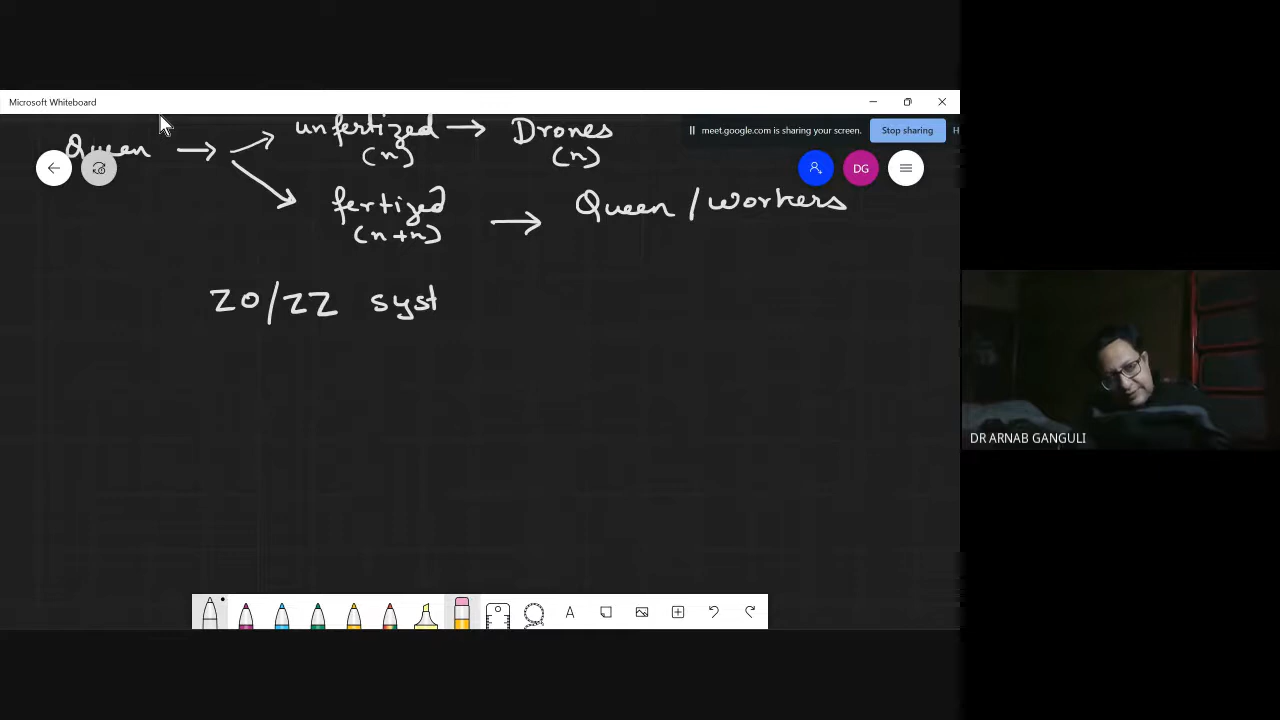 Microsoft Whiteboard
meet.google.com is sharing your screen. Stop sharing H
unfertized → Drones
(n) (n)
Queen →
DG
fertized → Queen / workers
(n+n)
ZO/ZZ syst
DR ARNAB GANGULI
A